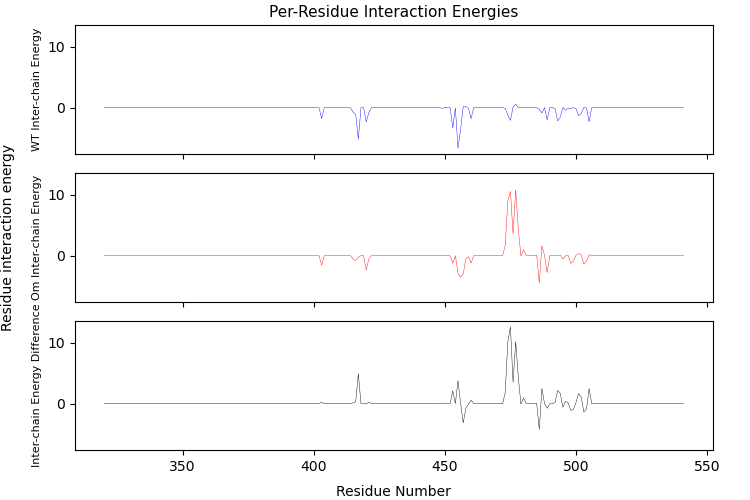 Per-Residue Interaction Energies
Residue interaction energy
WT Inter-chain Energy
10
0
Om Inter-chain Energy
10
0
Inter-chain Energy Difference
10
0
350
400
450
500
550
Residue Number